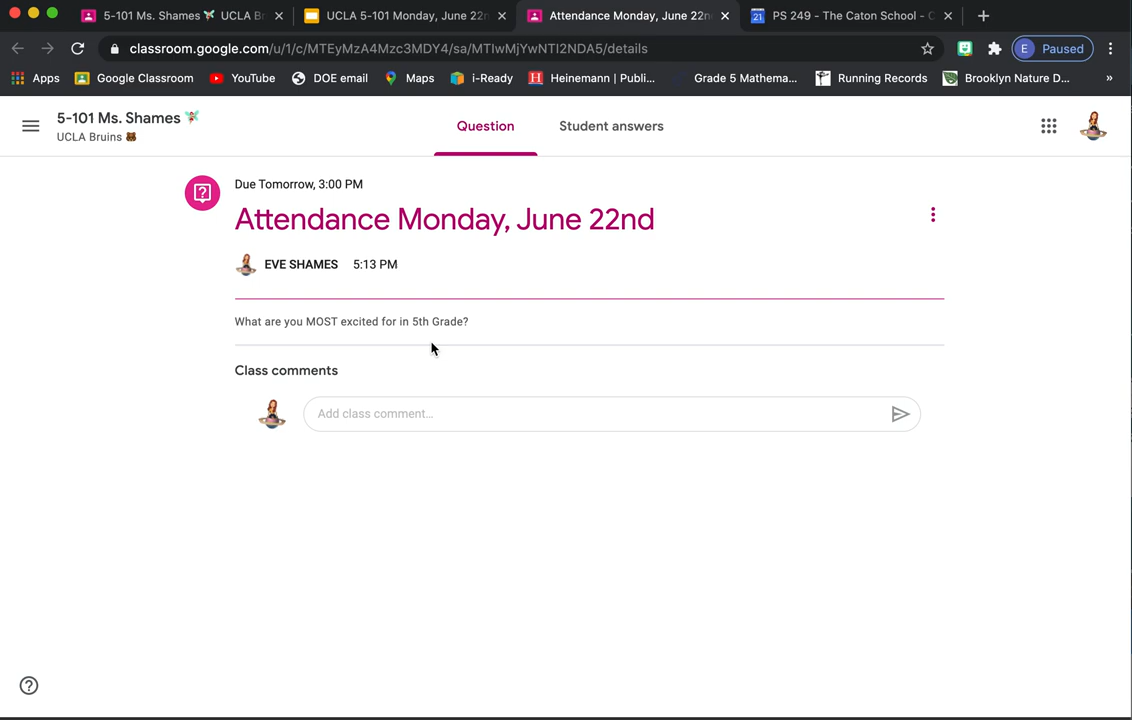 5-101 Ms. Shames UCLA Br
UCLA 5-101 Monday, June 22n
Attendance Monday, June 22n
21 PS 249 - The Caton School - C
classroom.google.com/u/1/c/MTEyMzA4Mzc3MDY4/sa/MTIwMjYwNTI2NDA5/details
E Paused
Apps Google Classroom YouTube DOE email Maps i-Ready H Heinemann | Publi... Grade 5 Mathema... Running Records Brooklyn Nature D... »
5-101 Ms. Shames
UCLA Bruins
Question Student answers
Due Tomorrow, 3:00 PM
Attendance Monday, June 22nd
EVE SHAMES 5:13 PM
What are you MOST excited for in 5th Grade?
Class comments
Add class comment...